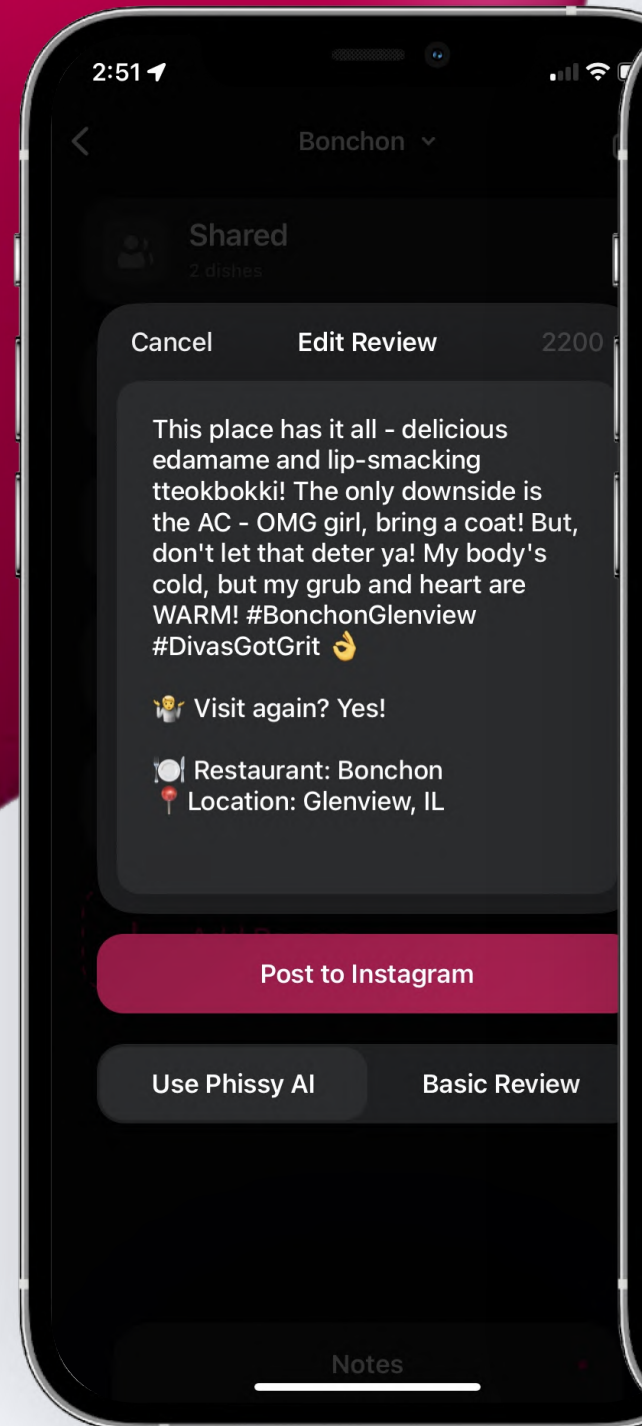 2:51
Bonchon
Shared
2 dishes
Cancel Edit Review 2200
This place has it all - delicious
edamame and lip-smacking
tteokbokki! The only downside is
the AC - OMG girl, bring a coat! But,
don't let that deter ya! My body's
cold, but my grub and heart are
WARM! #BonchonGlenview
#DivasGotGrit 👌
🤷 Visit again? Yes!
🍽️ Restaurant: Bonchon
📍 Location: Glenview, IL
Post to Instagram
Use Phissy AI Basic Review
Notes